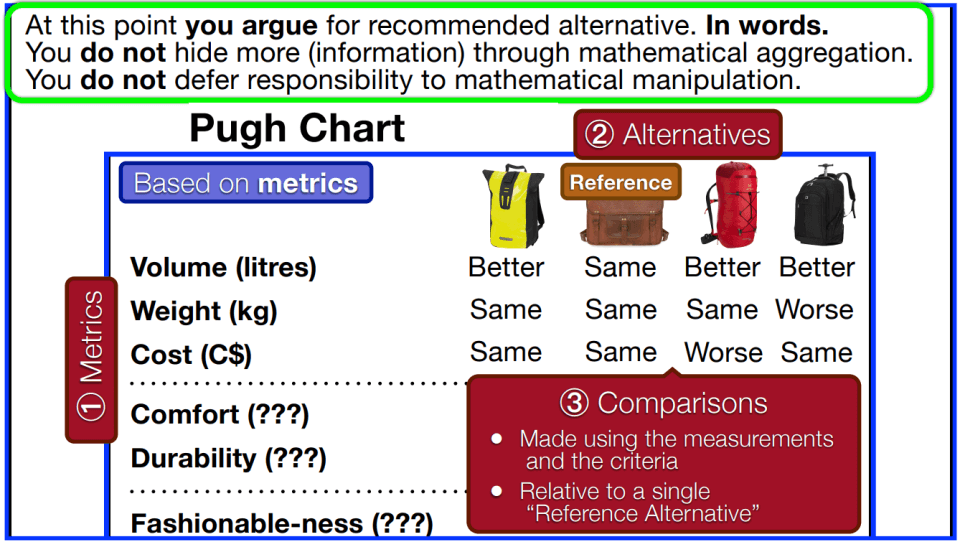 At this point you argue for recommended alternative. In words.
You do not hide more (information) through mathematical aggregation.
You do not defer responsibility to mathematical manipulation.
Pugh Chart
② Alternatives
Based on metrics
Reference
① Metrics
Volume (litres) Better Same Better Better
Weight (kg) Same Same Same Worse
Cost (C$) Same Same Worse Same
Comfort (???)
Durability (???)
Fashionable-ness (???)
③ Comparisons
● Made using the measurements
and the criteria
● Relative to a single
“Reference Alternative”